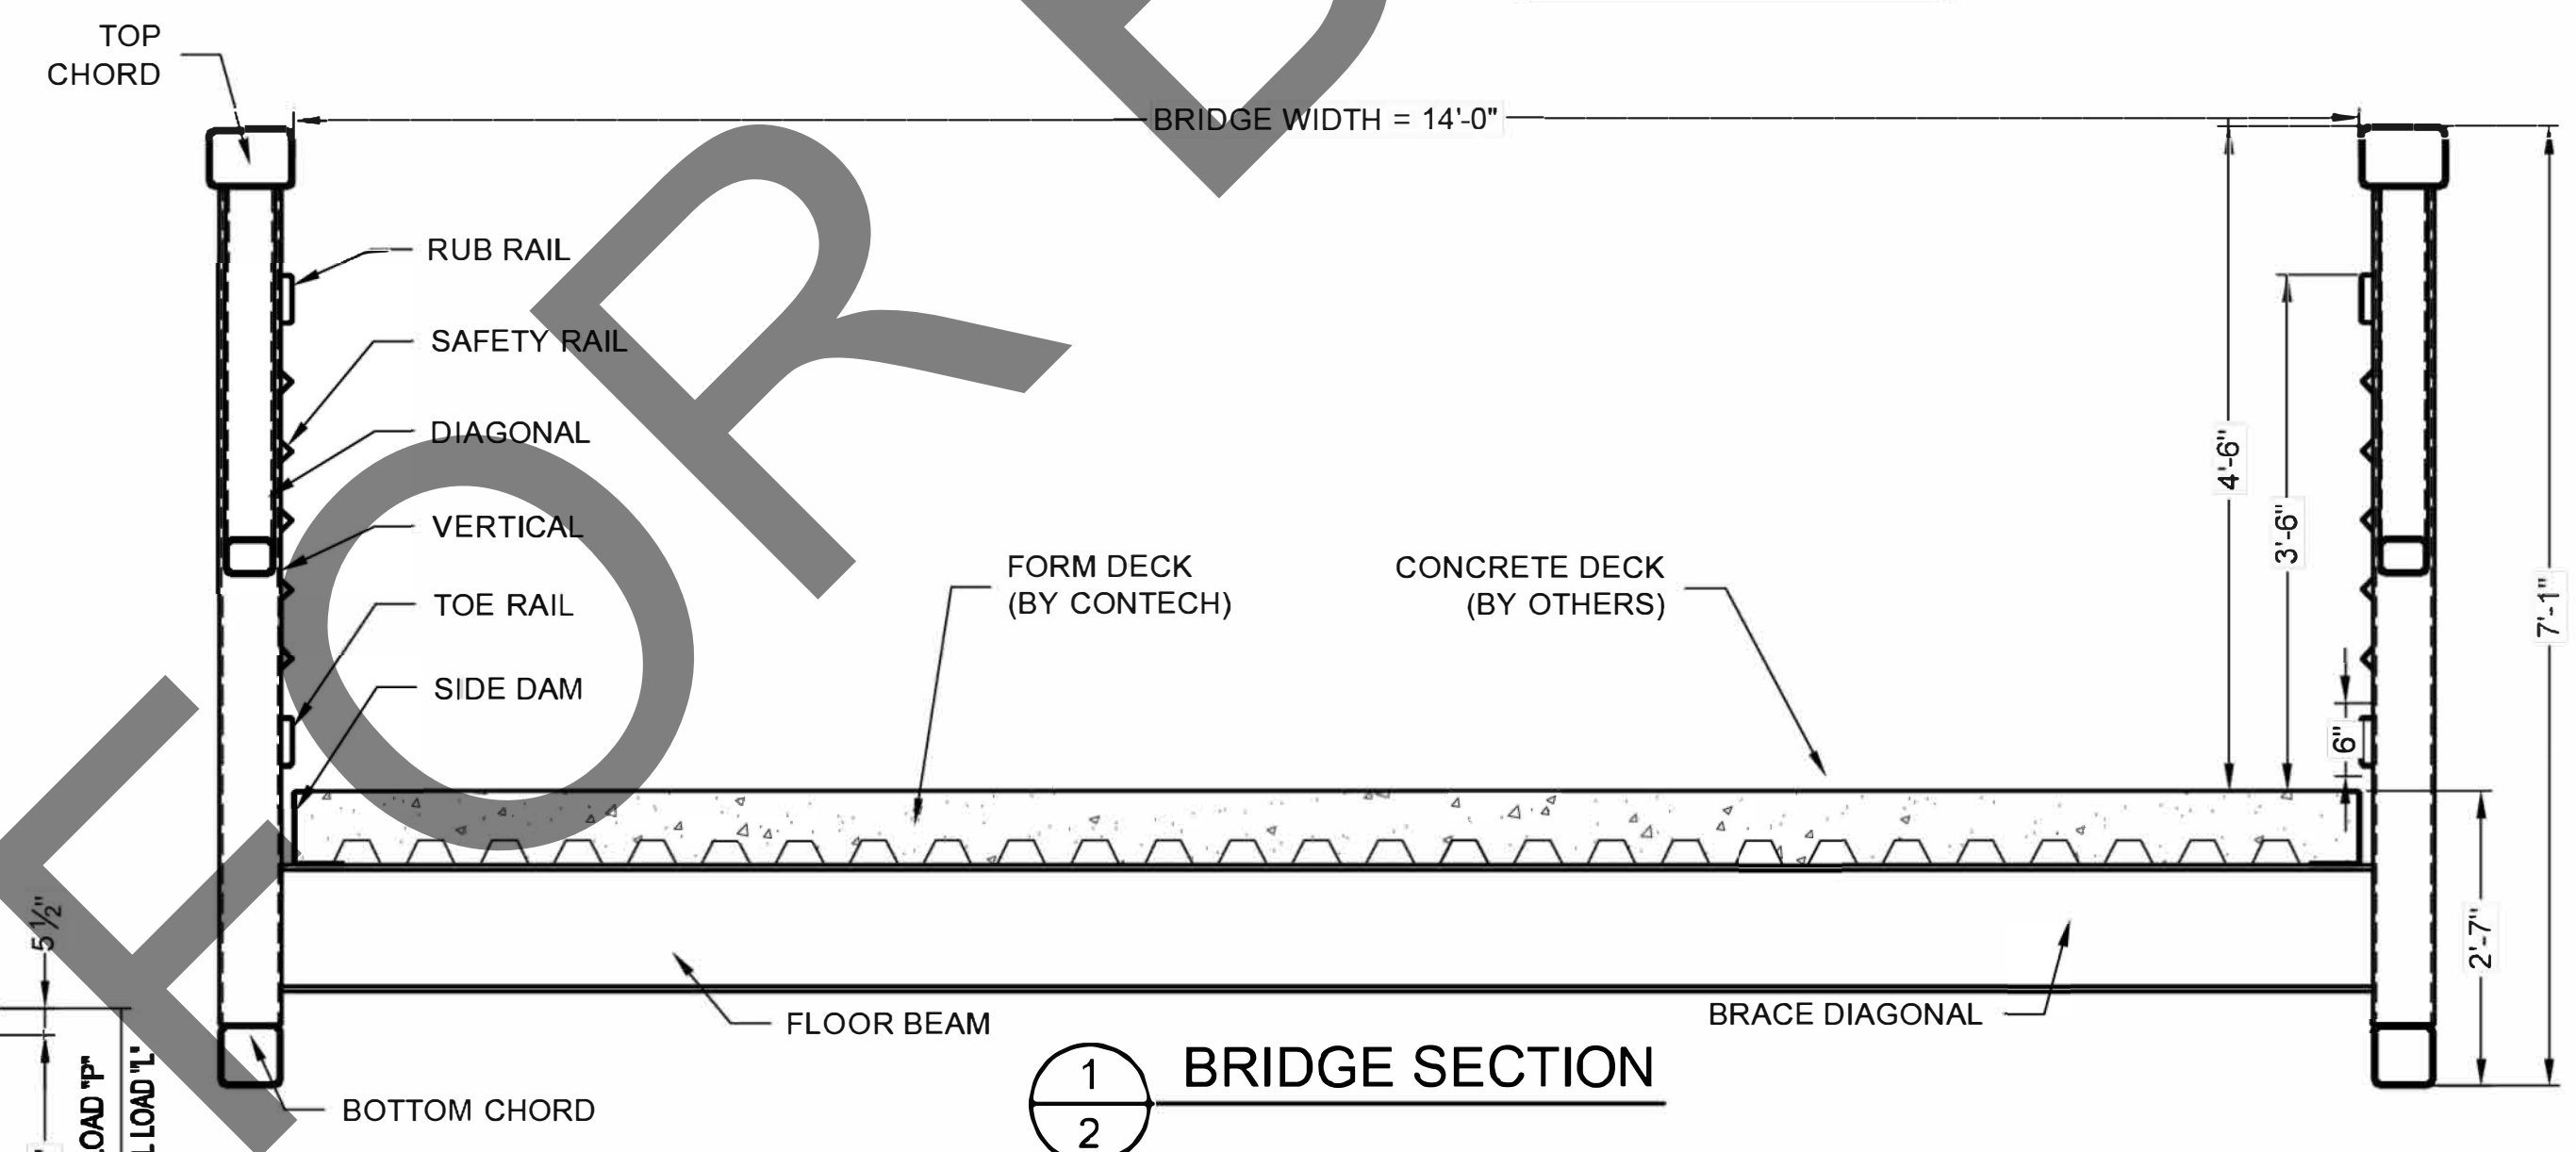 TOP
CHORD
BRIDGE WIDTH = 14'-0"
RUB RAIL
SAFETY RAIL
DIAGONAL
VERTICAL
TOE RAIL
SIDE DAM
FORM DECK
(BY CONTECH)
CONCRETE DECK
(BY OTHERS)
4'-6"
3'-6"
7'-1"
6"
2'-7"
5½"
FLOOR BEAM
BRACE DIAGONAL
BOTTOM CHORD
LOAD "P"
LOAD "L"
1
2
BRIDGE SECTION
FOR